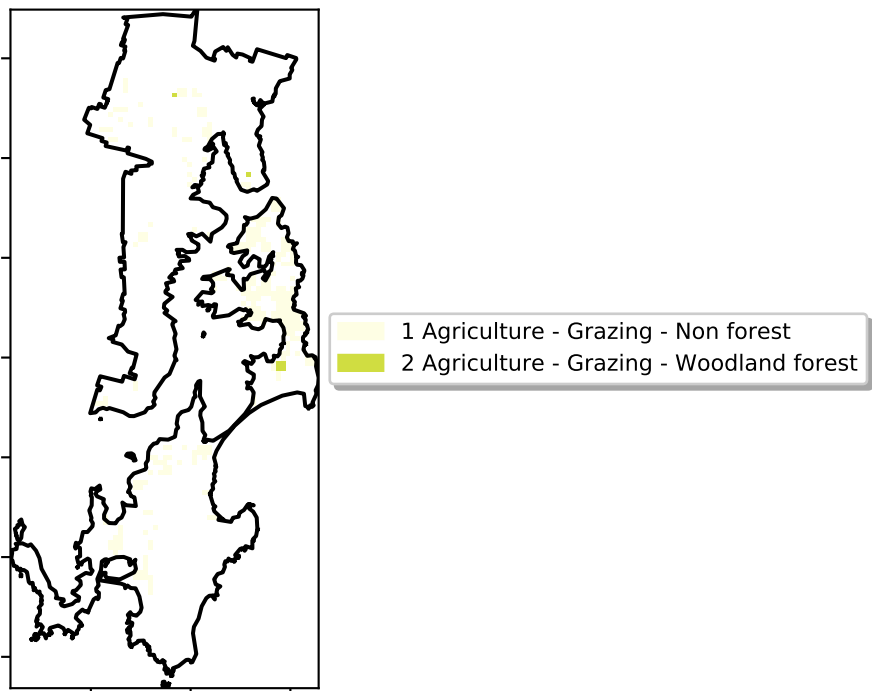 1 Agriculture - Grazing - Non forest
2 Agriculture - Grazing - Woodland forest